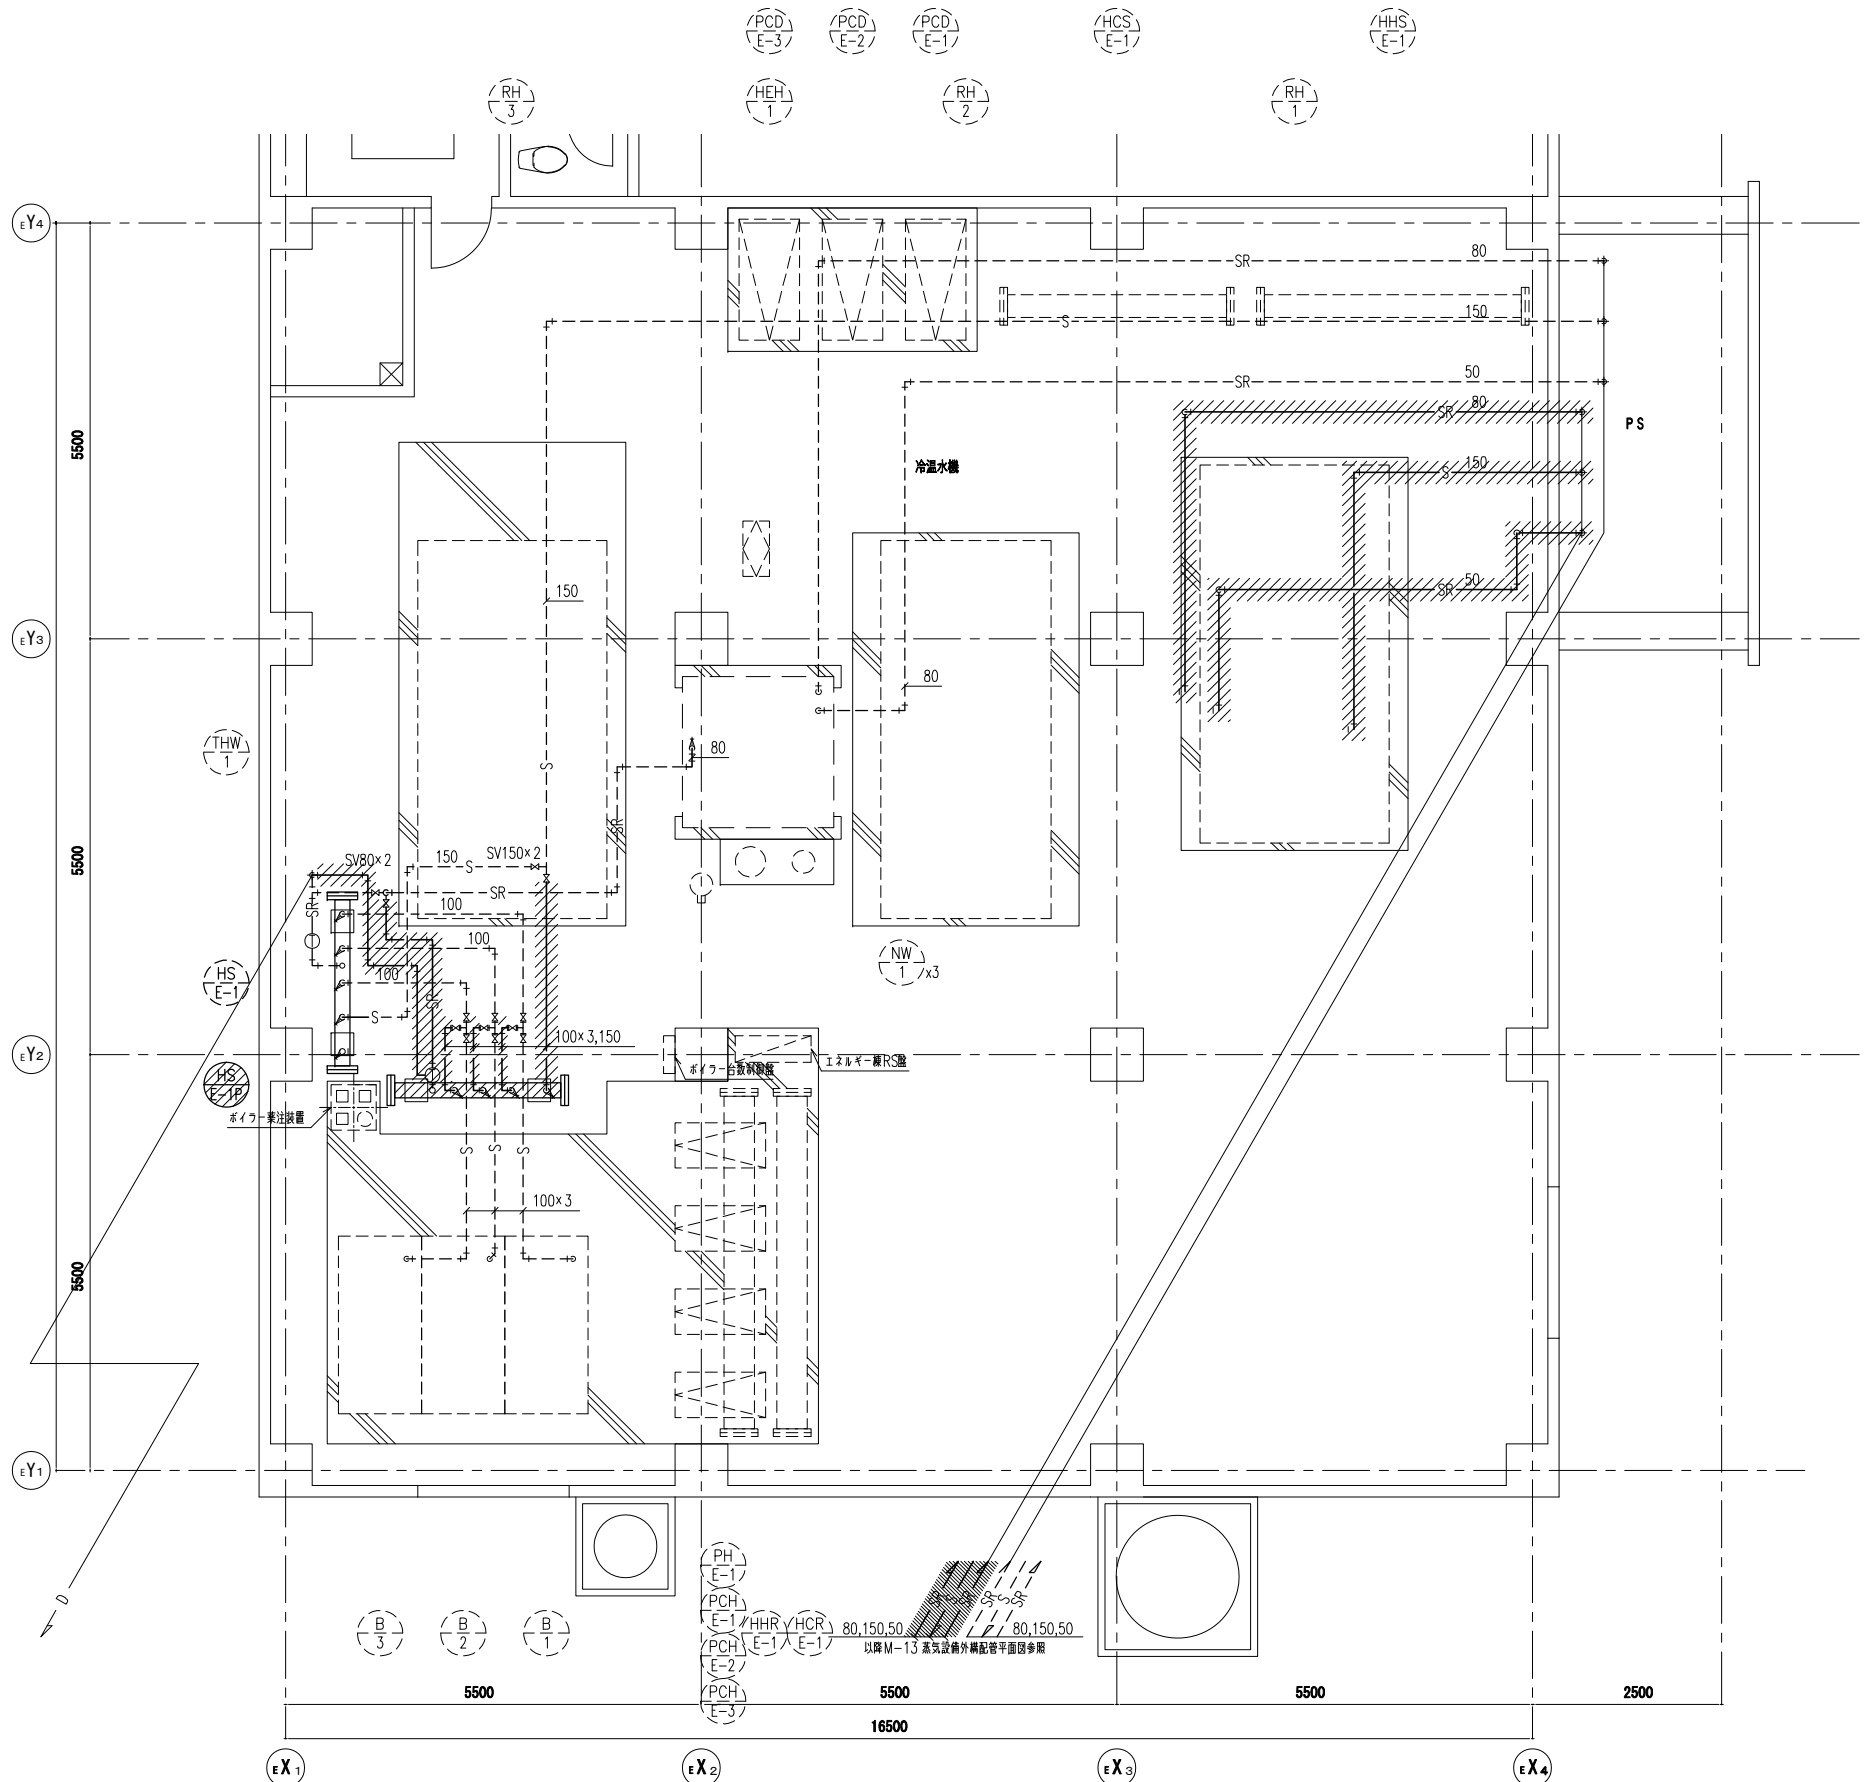 PCD
E-3
PCD
E-2
PCD
E-1
HCS
E-1
HHS
E-1
RH
3
HEH
1
RH
2
RH
1
EY4
SR 80
S 150
SR 50
SR 80
PS
5500
冷温水機
S 150
150
SR 50
EY3
80
THW
1
80
S
SR
5500
SV80×2
150
S
SV150×2
SR
SR
100
100
HS
E-1
100
SR
NW
1
x3
S
100×3,150
EY2
ボイラー台数制御盤
エネルギー棟RS盤
HS
E-1P
ボイラー薬注装置
S
S
S
100×3
5500
EY1
D
PH
E-1
PCH
E-1
PCH
E-2
PCH
E-3
B
3
B
2
B
1
HHR
E-1
HCR
E-1
SR
S
SR
SR
S
SR
80,150,50
80,150,50
以降M-13 蒸気設備外構配管平面図参照
5500
5500
5500
2500
16500
EX1
EX2
EX3
EX4